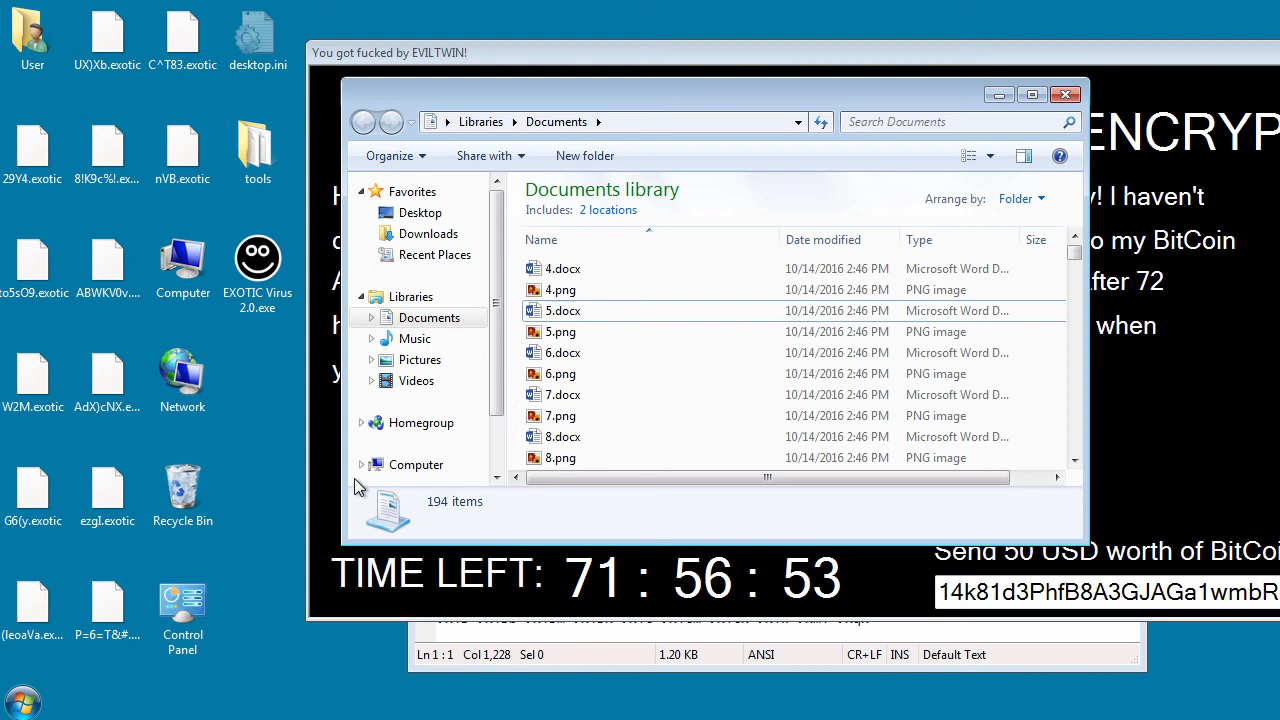 User
UX)Xb.exotic
C^T83.exotic
desktop.ini
29Y4.exotic
8!K9c%!.ex...
nVB.exotic
tools
to5sO9.exotic
ABWKV0v...
Computer
EXOTIC Virus
2.0.exe
W2M.exotic
AdX)cNX.e...
Network
G6(y.exotic
ezgI.exotic
Recycle Bin
(IeoaVa.ex...
P=6=T&#....
Control
Panel
You got fucked by EVILTWIN!
ENCRYP
y! I haven't
o my BitCoin
fter 72
when
Libraries
Documents
Search Documents
Organize
Share with
New folder
Favorites
Desktop
Downloads
Recent Places
Libraries
Documents
Music
Pictures
Videos
Homegroup
Computer
Documents library
Includes: 2 locations
Arrange by: Folder
Name Date modified Type Size
4.docx 10/14/2016 2:46 PM Microsoft Word D...
4.png 10/14/2016 2:46 PM PNG image
5.docx 10/14/2016 2:46 PM Microsoft Word D...
5.png 10/14/2016 2:46 PM PNG image
6.docx 10/14/2016 2:46 PM Microsoft Word D...
6.png 10/14/2016 2:46 PM PNG image
7.docx 10/14/2016 2:46 PM Microsoft Word D...
7.png 10/14/2016 2:46 PM PNG image
8.docx 10/14/2016 2:46 PM Microsoft Word D...
8.png 10/14/2016 2:46 PM PNG image
194 items
TIME LEFT: 71 : 56 : 53
Send 50 USD worth of BitCoi
14k81d3PhfB8A3GJAGa1wmbR
Ln 1 : 1 Col 1,228 Sel 0 1.20 KB ANSI CR+LF INS Default Text